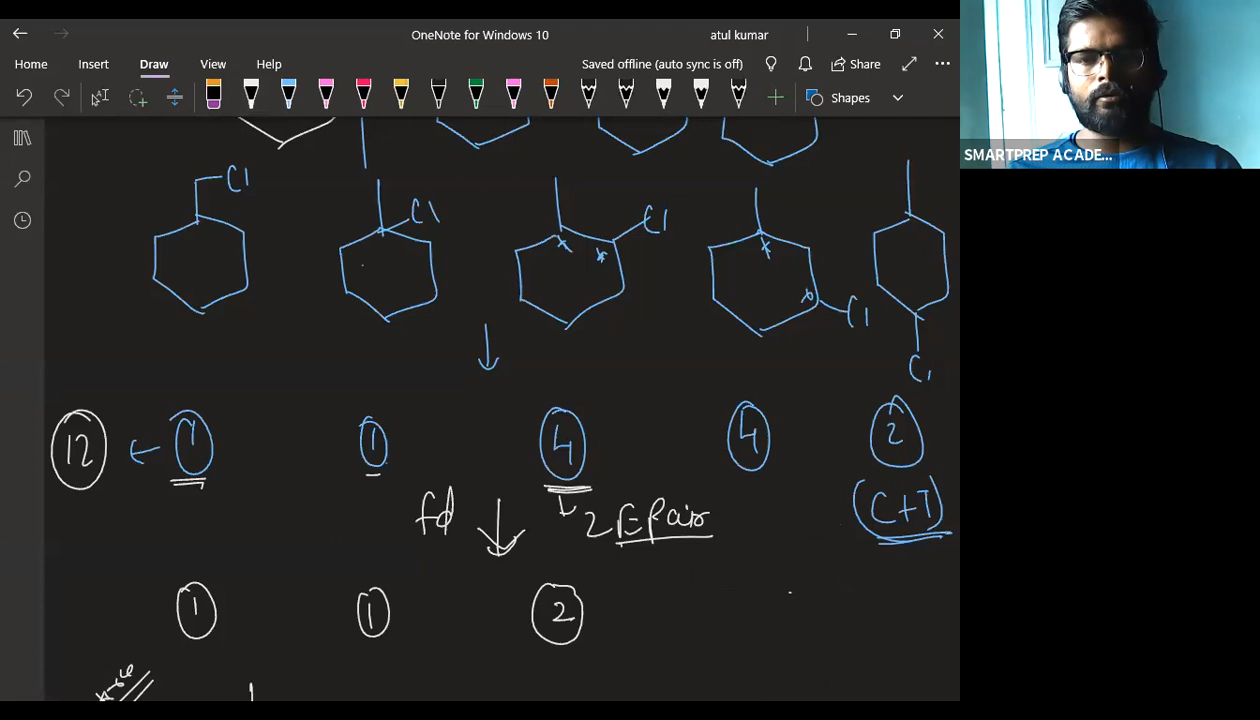 OneNote for Windows 10
atul kumar
Home Insert Draw View Help
Saved offline (auto sync is off)
Share
Shapes
SMARTPREP ACADE...
Cl
Cl
Cl
Cl
Cl
12 ← 1 1 4 4 2
fd
2 E Pair
(C+T)
1 1 2